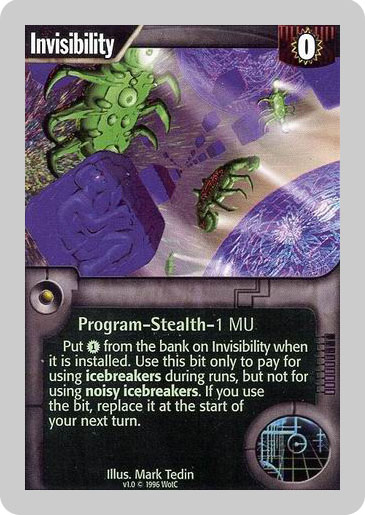 Invisibility
0
Program-Stealth-1 MU
Put 1 from the bank on Invisibility when
it is installed. Use this bit only to pay for
using icebreakers during runs, but not for
using noisy icebreakers. If you use
the bit, replace it at the start of
your next turn.
Illus. Mark Tedin
v1.0 © 1996 WotC